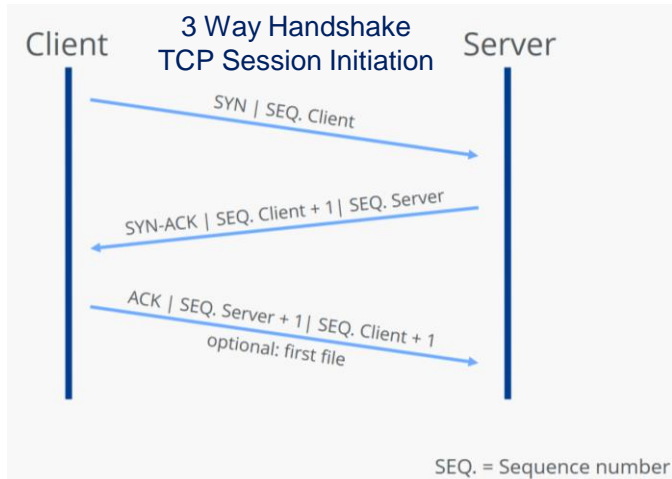 3 Way Handshake
TCP Session Initiation
Client
Server
SYN | SEQ. Client
SYN-ACK | SEQ. Client + 1| SEQ. Server
ACK | SEQ. Server + 1| SEQ. Client + 1
optional: first file
SEQ. = Sequence number